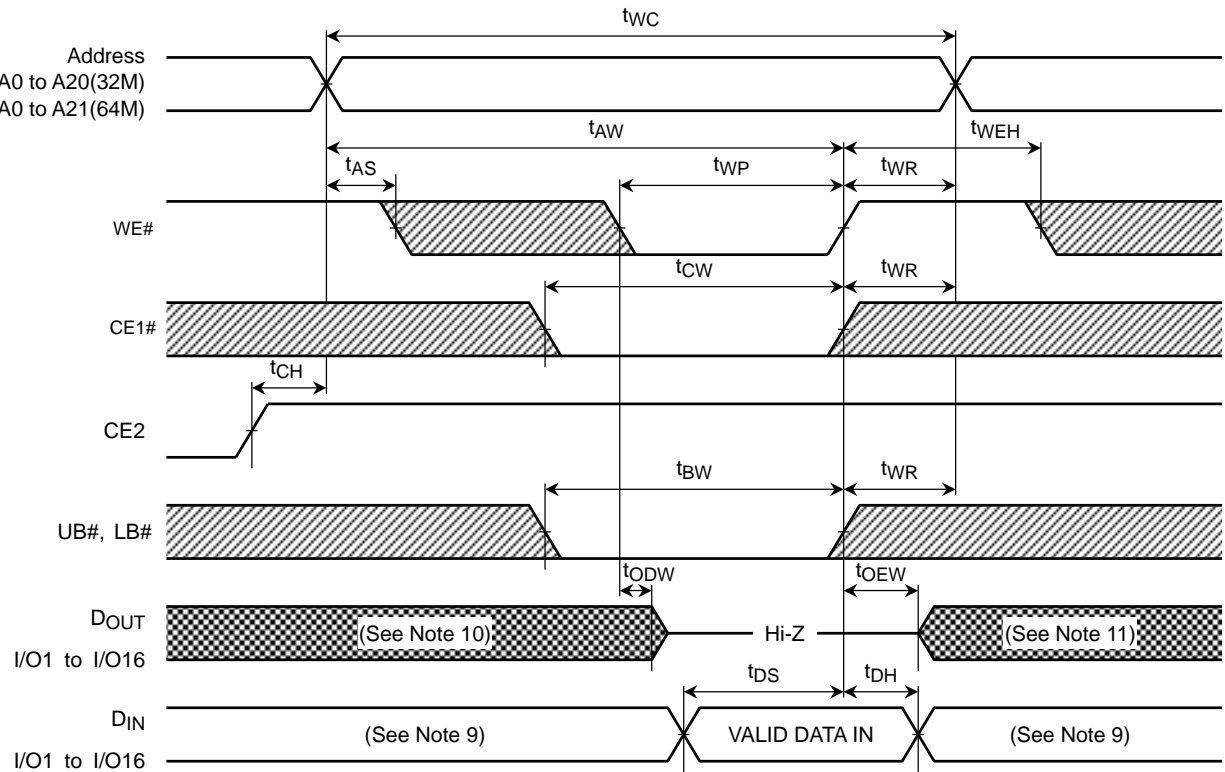 tWC
Address
A0 to A20(32M)
A0 to A21(64M)
tAW
tWEH
tAS
tWP
tWR
WE#
tCW
tWR
CE1#
tCH
CE2
tBW
tWR
UB#, LB#
tODW
tOEW
DOUT
(See Note 10)
Hi-Z
(See Note 11)
I/O1 to I/O16
tDS
tDH
DIN
(See Note 9)
VALID DATA IN
(See Note 9)
I/O1 to I/O16